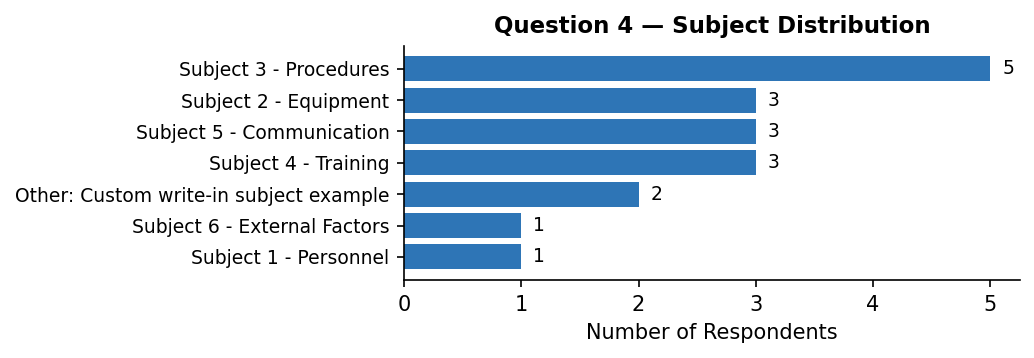 Question 4 — Subject Distribution
Subject 3 - Procedures 5
Subject 2 - Equipment 3
Subject 5 - Communication 3
Subject 4 - Training 3
Other: Custom write-in subject example 2
Subject 6 - External Factors 1
Subject 1 - Personnel 1
0 1 2 3 4 5
Number of Respondents